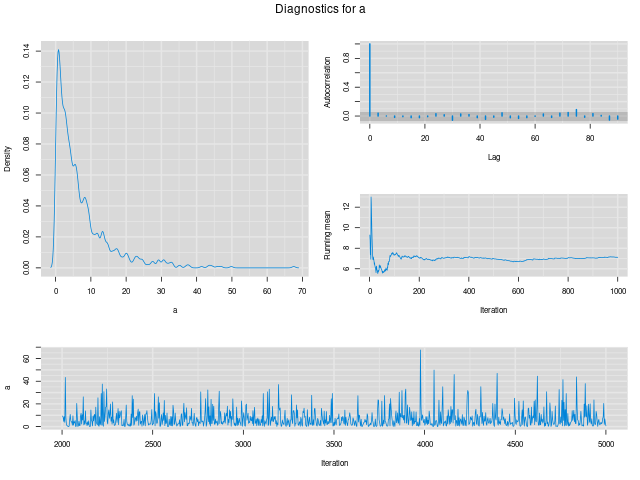 Diagnostics for a
Density
0.00 0.02 0.04 0.06 0.08 0.10 0.12 0.14
0 10 20 30 40 50 60 70
a
Autocorrelation
0.0 0.4 0.8
0 20 40 60 80
Lag
Running mean
6 8 10 12
0 200 400 600 800 1000
Iteration
a
0 20 40 60
2000 2500 3000 3500 4000 4500 5000
Iteration